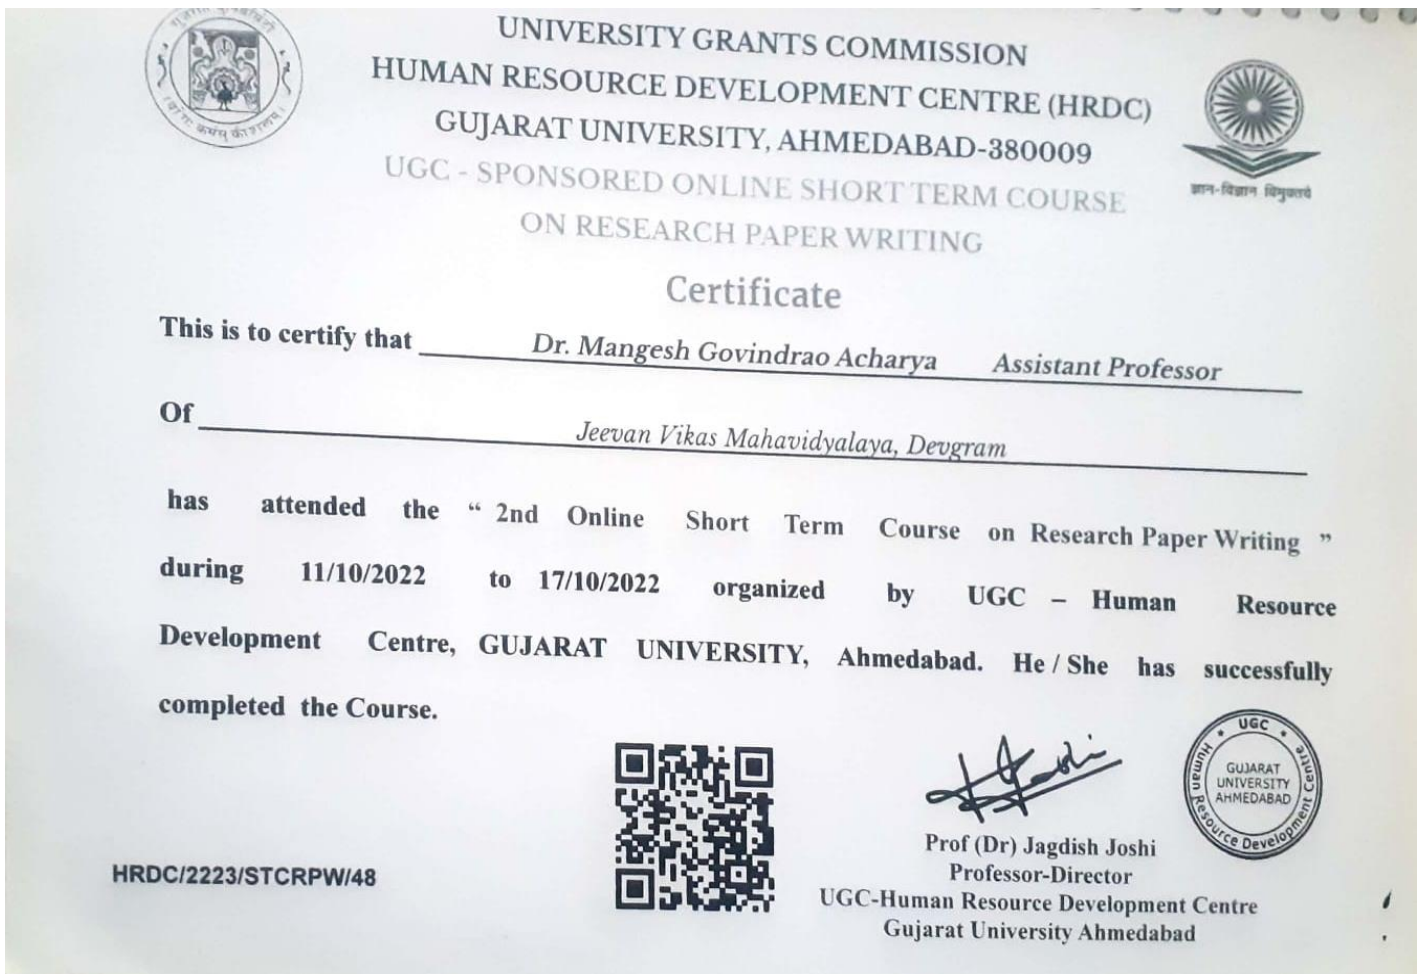 UNIVERSITY GRANTS COMMISSION
HUMAN RESOURCE DEVELOPMENT CENTRE (HRDC)
GUJARAT UNIVERSITY, AHMEDABAD-380009
UGC - SPONSORED ONLINE SHORT TERM COURSE
ON RESEARCH PAPER WRITING
ज्ञान-विज्ञान विमुक्तये
Certificate
This is to certify that Dr. Mangesh Govindrao Acharya Assistant Professor
Of Jeevan Vikas Mahavidyalaya, Devgram
has attended the “ 2nd Online Short Term Course on Research Paper Writing ”
during 11/10/2022 to 17/10/2022 organized by UGC – Human Resource
Development Centre, GUJARAT UNIVERSITY, Ahmedabad. He / She has successfully
completed the Course.
UGC
Human Resource Development Centre
GUJARAT
UNIVERSITY
AHMEDABAD
Prof (Dr) Jagdish Joshi
Professor-Director
UGC-Human Resource Development Centre
Gujarat University Ahmedabad
HRDC/2223/STCRPW/48